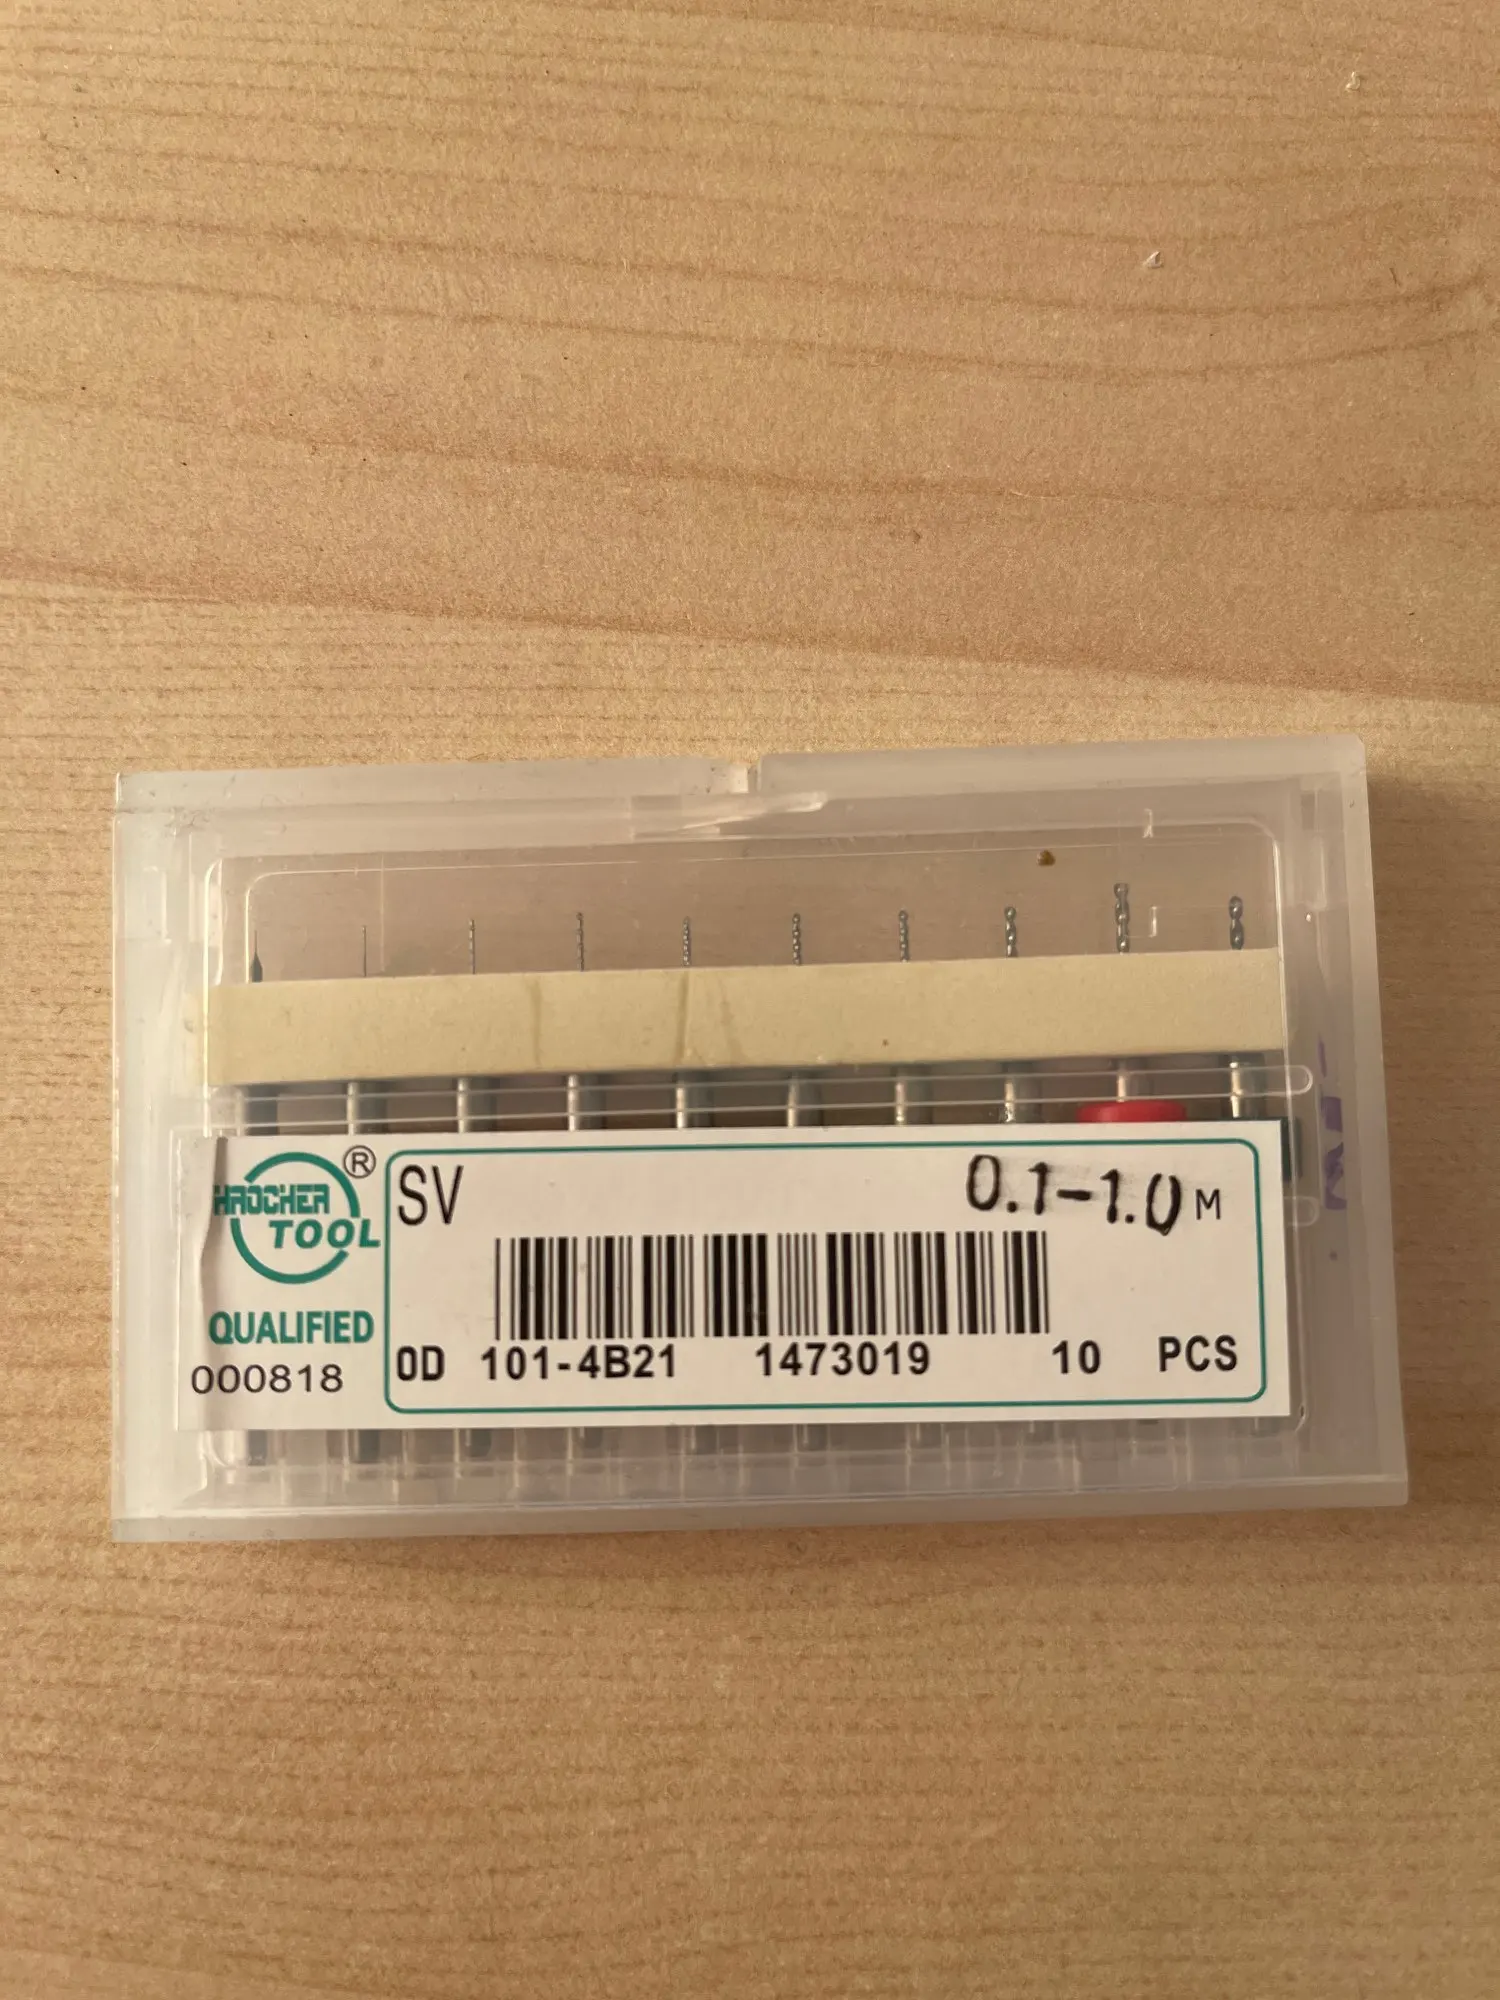 HAOCHER ®
TOOL
QUALIFIED
000818
SV 0.1-1.0 M
0D 101-4B21 1473019 10 PCS